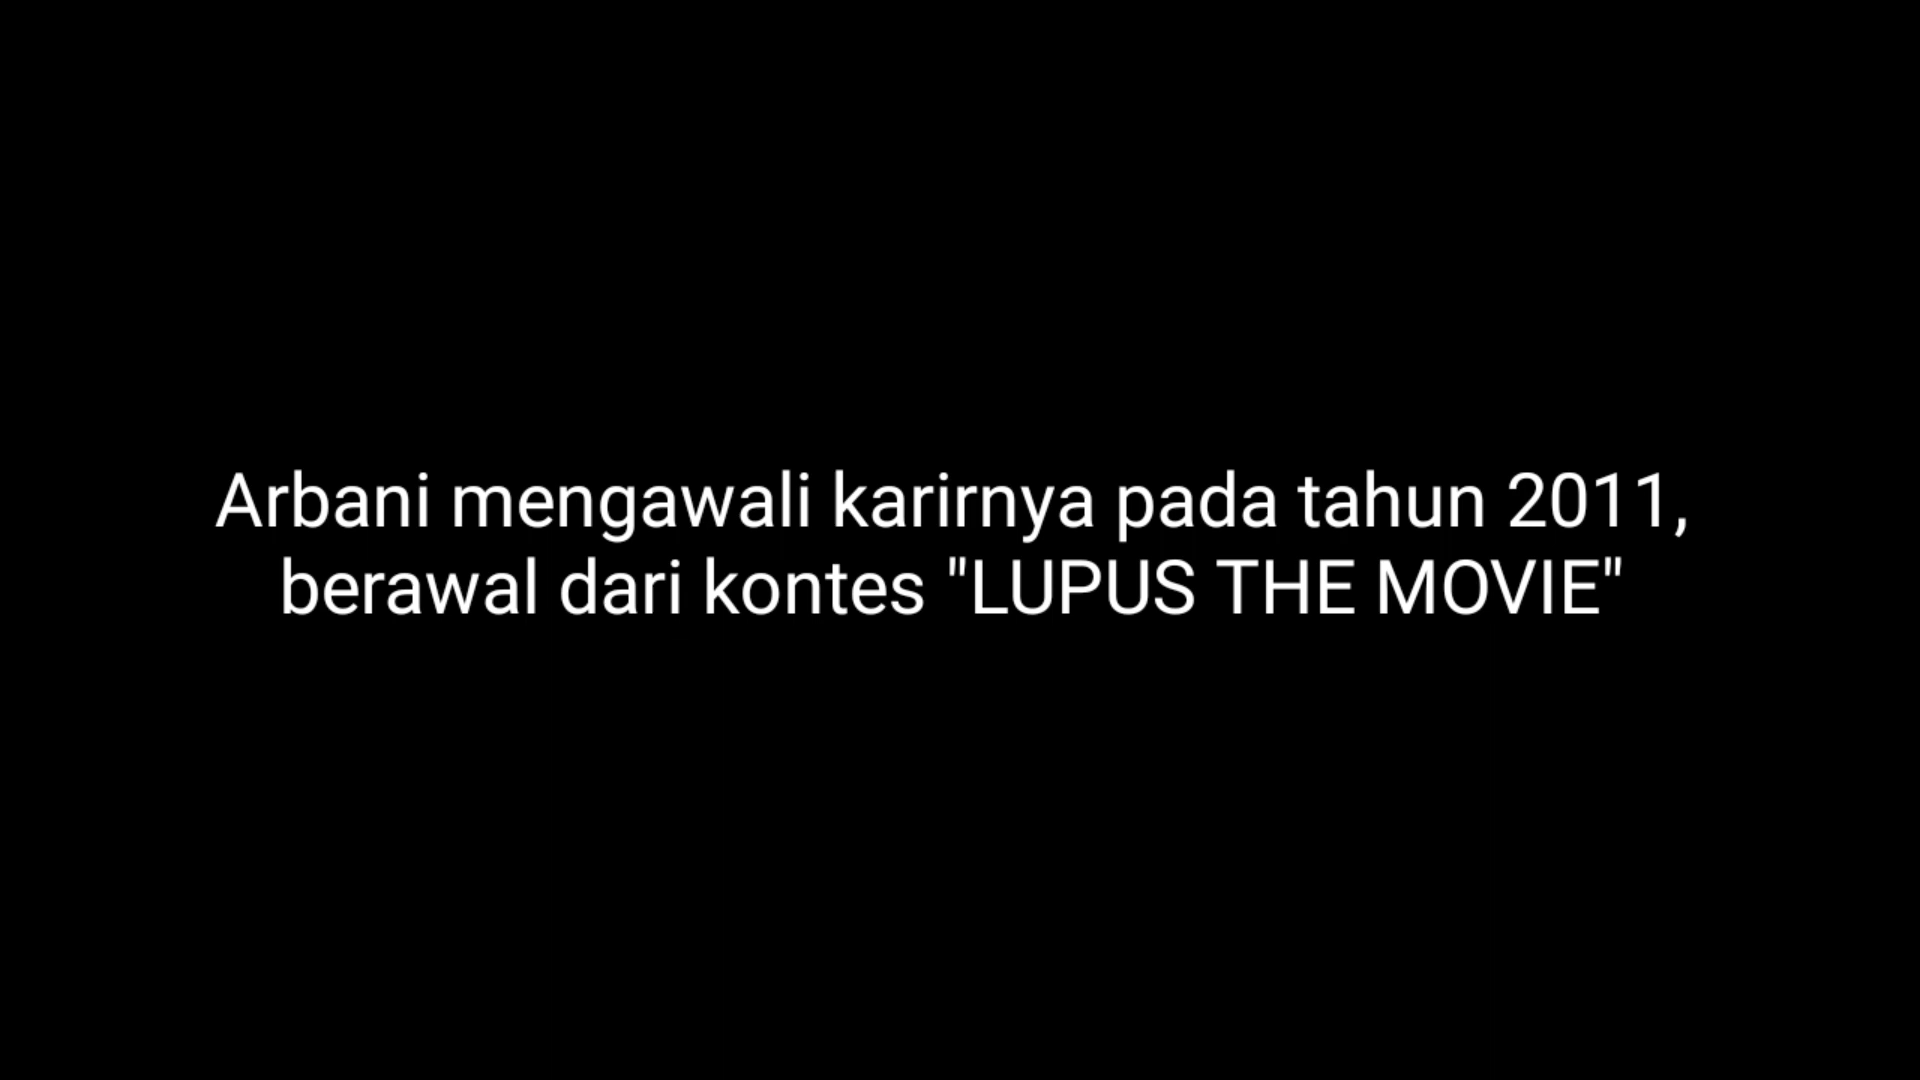 Arbani mengawali karirnya pada tahun 2011,
berawal dari kontes "LUPUS THE MOVIE"